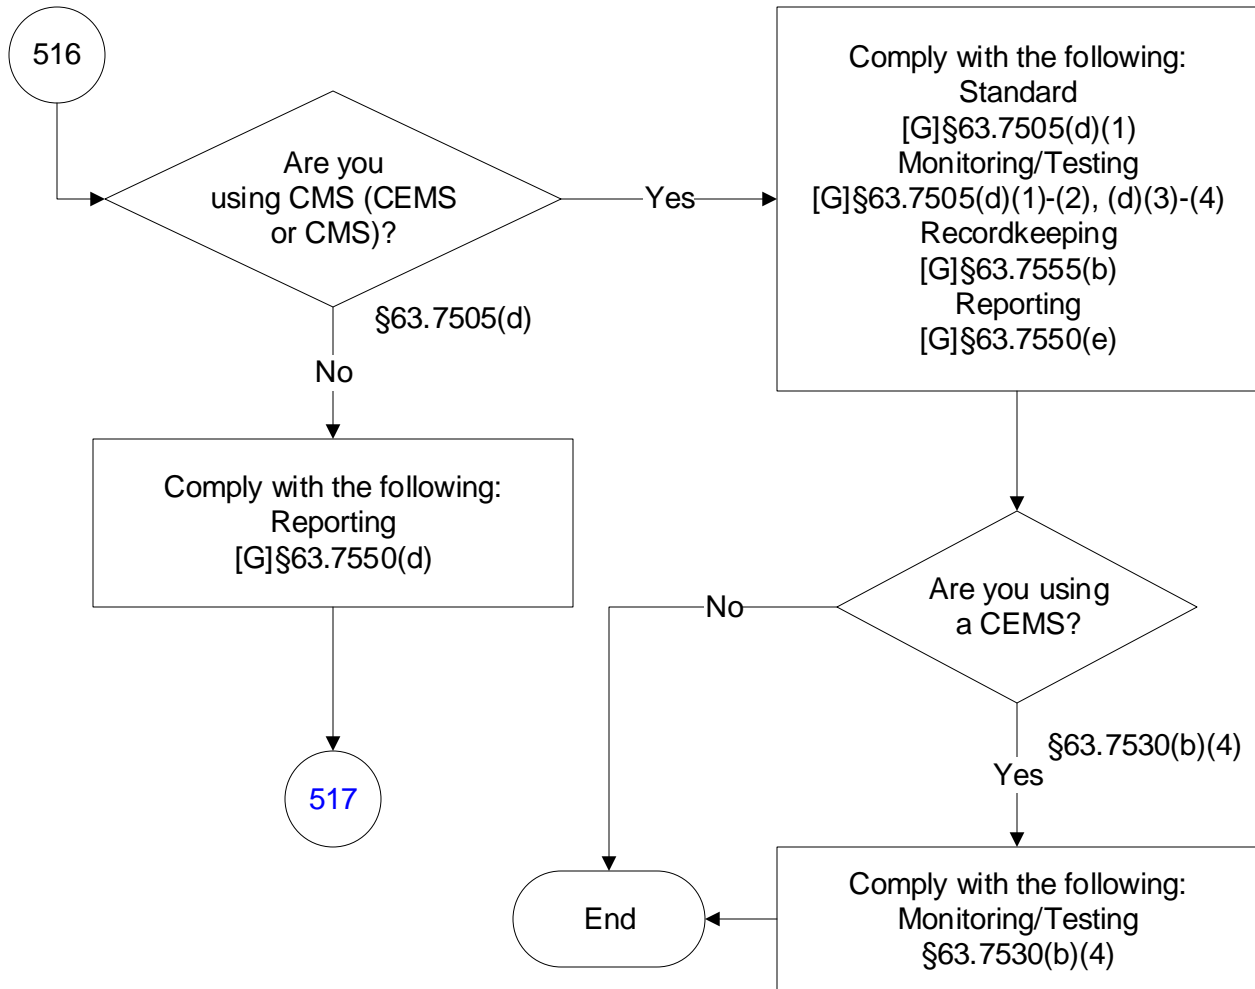 516
Are you
using CMS (CEMS
or CMS)?
§63.7505(d)
Yes
Comply with the following:
Standard
[G]§63.7505(d)(1)
Monitoring/Testing
[G]§63.7505(d)(1)-(2), (d)(3)-(4)
Recordkeeping
[G]§63.7555(b)
Reporting
[G]§63.7550(e)
No
Comply with the following:
Reporting
[G]§63.7550(d)
517
Are you using
a CEMS?
No
§63.7530(b)(4)
Yes
Comply with the following:
Monitoring/Testing
§63.7530(b)(4)
End